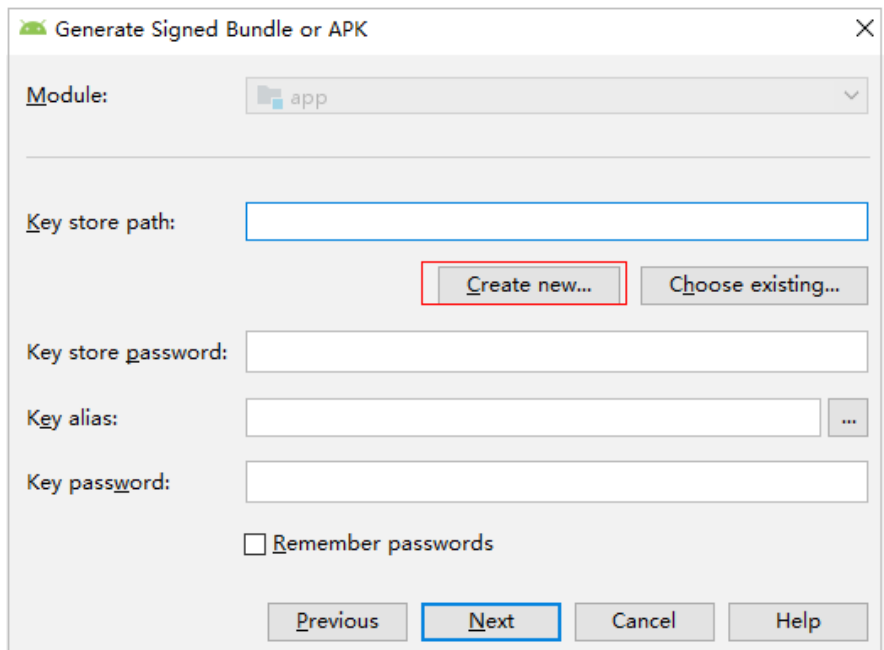 Generate Signed Bundle or APK
Module: app
Key store path:
Create new... Choose existing...
Key store password:
Key alias: ...
Key password:
Remember passwords
Previous Next Cancel Help